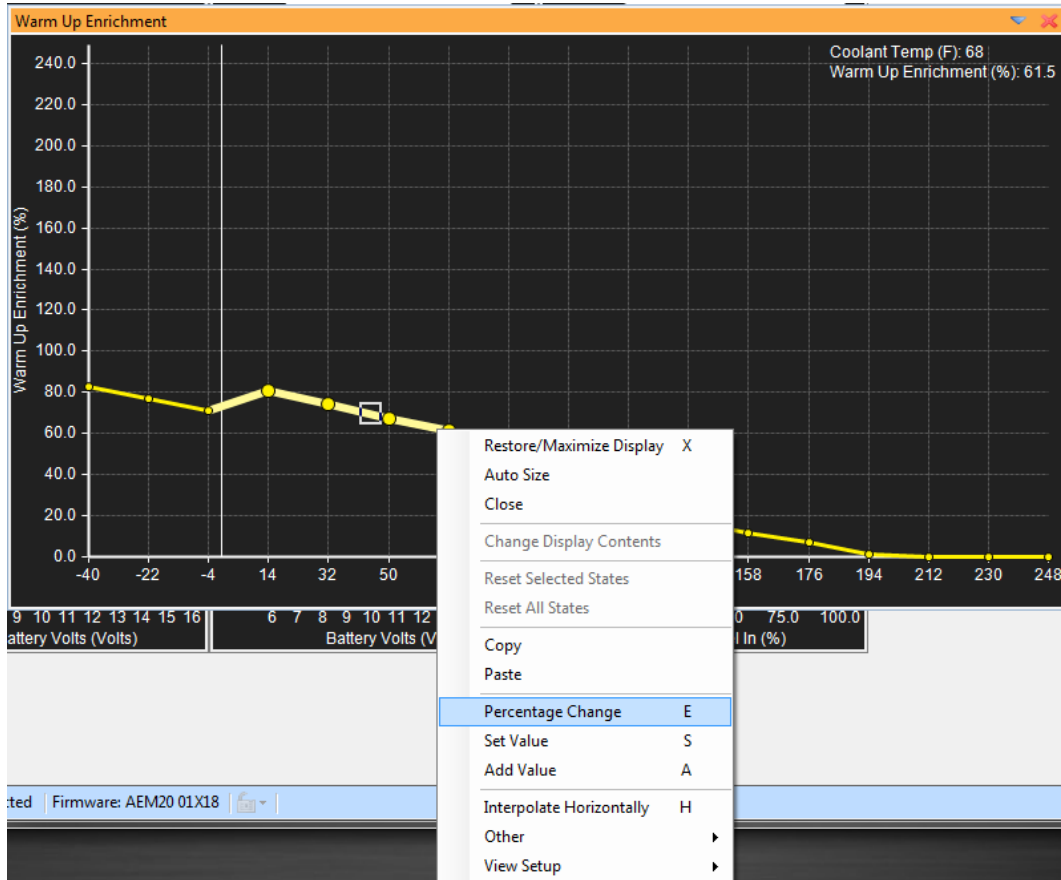 Warm Up Enrichment
Coolant Temp (F): 68
Warm Up Enrichment (%): 61.5
240.0
220.0
200.0
180.0
160.0
140.0
120.0
100.0
80.0
60.0
40.0
20.0
0.0
Warm Up Enrichment (%)
-40 -22 -4 14 32 50 158 176 194 212 230 248
Restore/Maximize Display X
Auto Size
Close
Change Display Contents
Reset Selected States
Reset All States
Copy
Paste
Percentage Change E
Set Value S
Add Value A
Interpolate Horizontally H
Other
View Setup
9 10 11 12 13 14 15 16 6 7 8 9 10 11 12 0 75.0 100.0
attery Volts (Volts) Battery Volts (V l In (%)
cted Firmware: AEM20 01X18